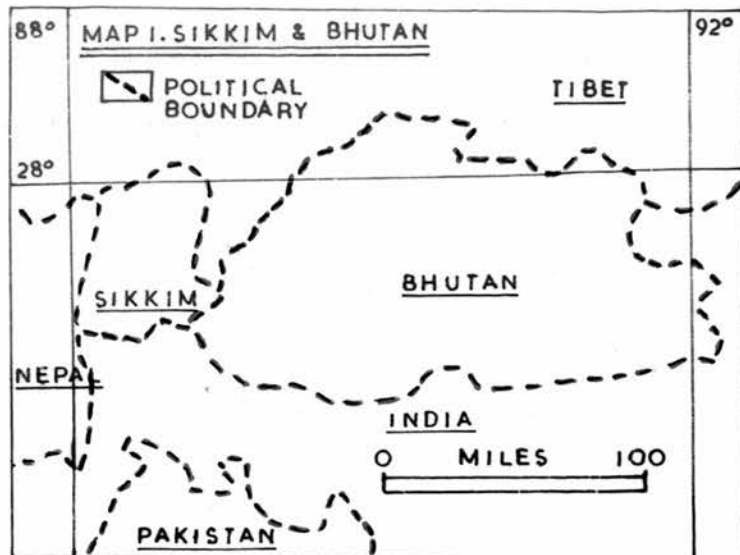 88°
MAP I. SIKKIM & BHUTAN
92°
POLITICAL
BOUNDARY
TIBET
28°
BHUTAN
SIKKIM
NEPAL
INDIA
0 MILES 100
PAKISTAN